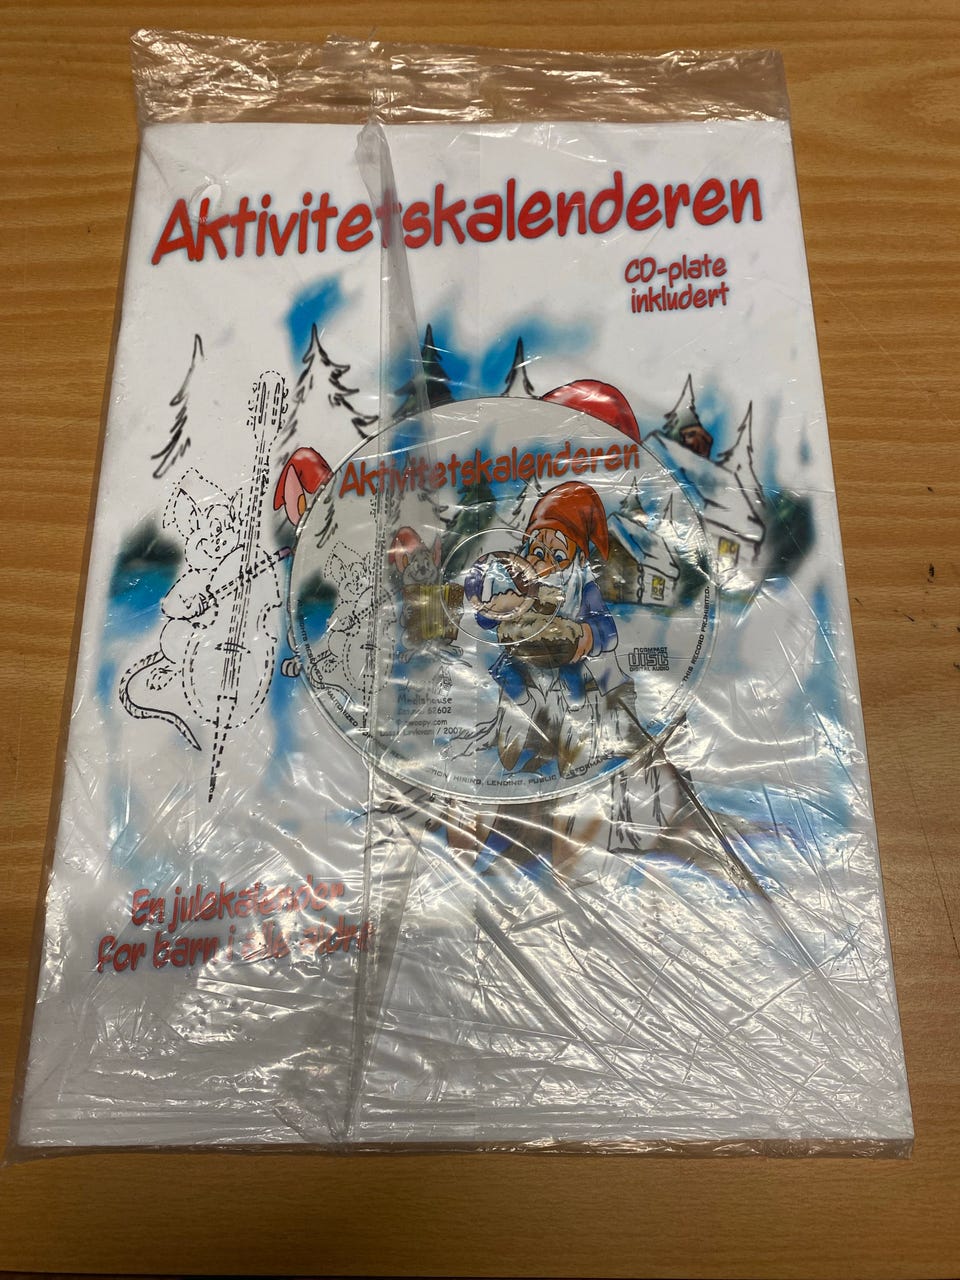 Aktivitetskalenderen
CD-plate
inkludert
Aktivitetskalenderen
COMPACT
disc
DIGITAL AUDIO
THIS RECORD PROHIBITED.
Mediahouse
62602
/ 2007
HIRING, LENDING, PUBLIC
En julekalender
for barn i alle aldre